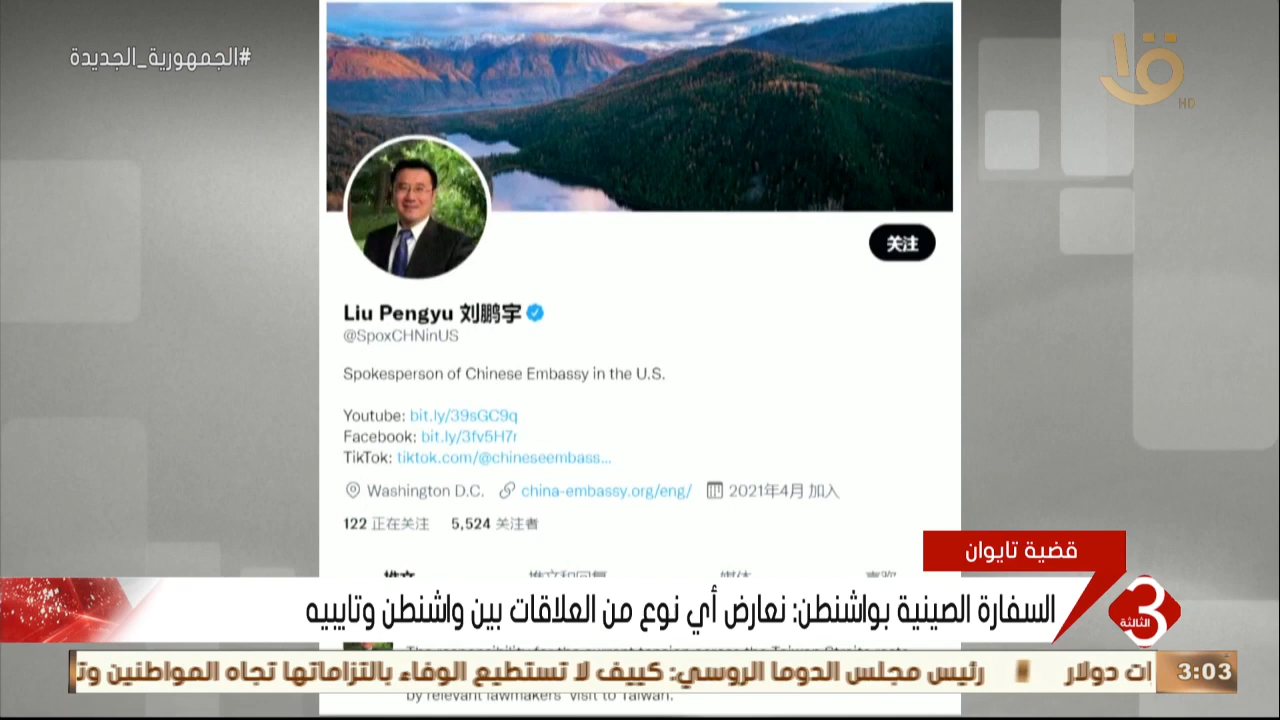 #الجمهورية_الجديدة
HD
关注
Liu Pengyu 刘鹏宇
@SpoxCHNinUS
Spokesperson of Chinese Embassy in the U.S.
Youtube: bit.ly/39sGC9q
Facebook: bit.ly/3fv5H7r
TikTok: tiktok.com/@chineseembass...
Washington D.C. china-embassy.org/eng/ 2021年4月 加入
122 正在关注 5,524 关注者
قضية تايوان
السفارة الصينية بواشنطن: نعارض أي نوع من العلاقات بين واشنطن وتايبيه
3 الثالثة
ات دولار رئيس مجلس الدوما الروسي: كييف لا تستطيع الوفاء بالتزاماتها تجاه المواطنين وت
3:03
by relevant lawmakers' visit to Taiwan.